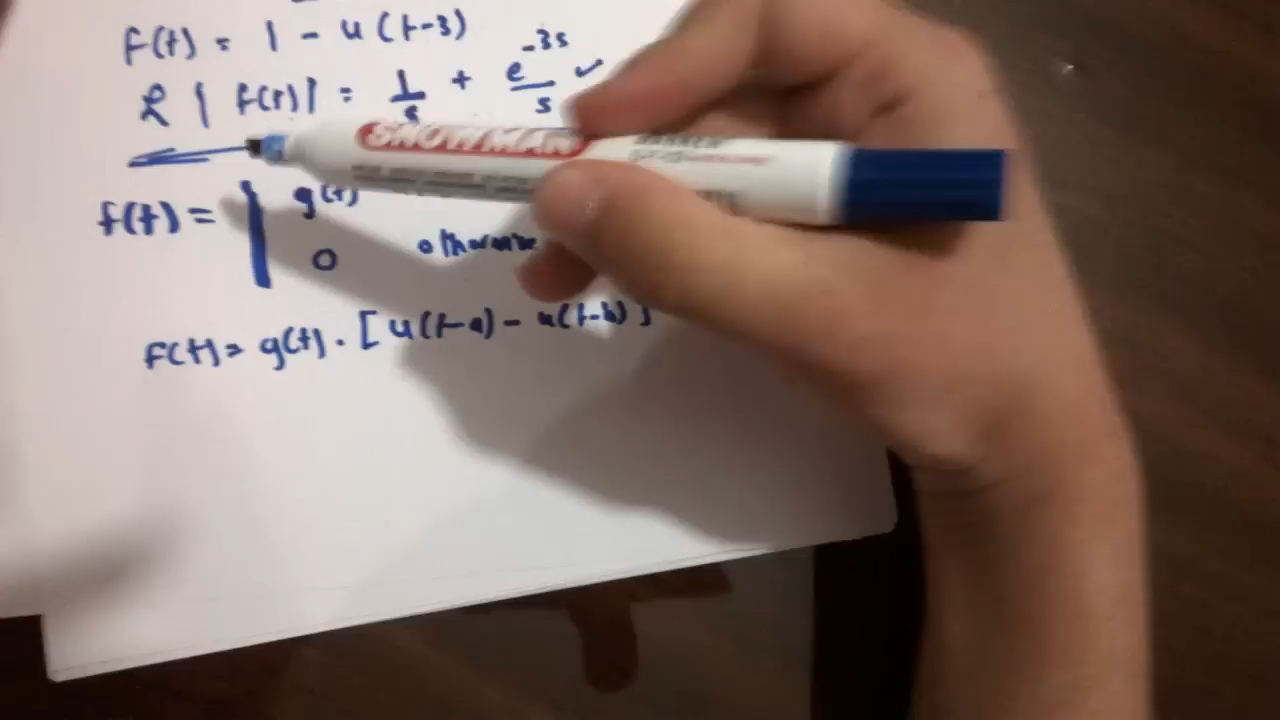 f(t) = 1 - u(t-3)
ℒ{f(t)} = 1/s + e^-3s/s ✓
SNOWMAN
f(t) = { g(t)
0 otherwise
f(t) = g(t) · [u(t-a) - u(t-b)]